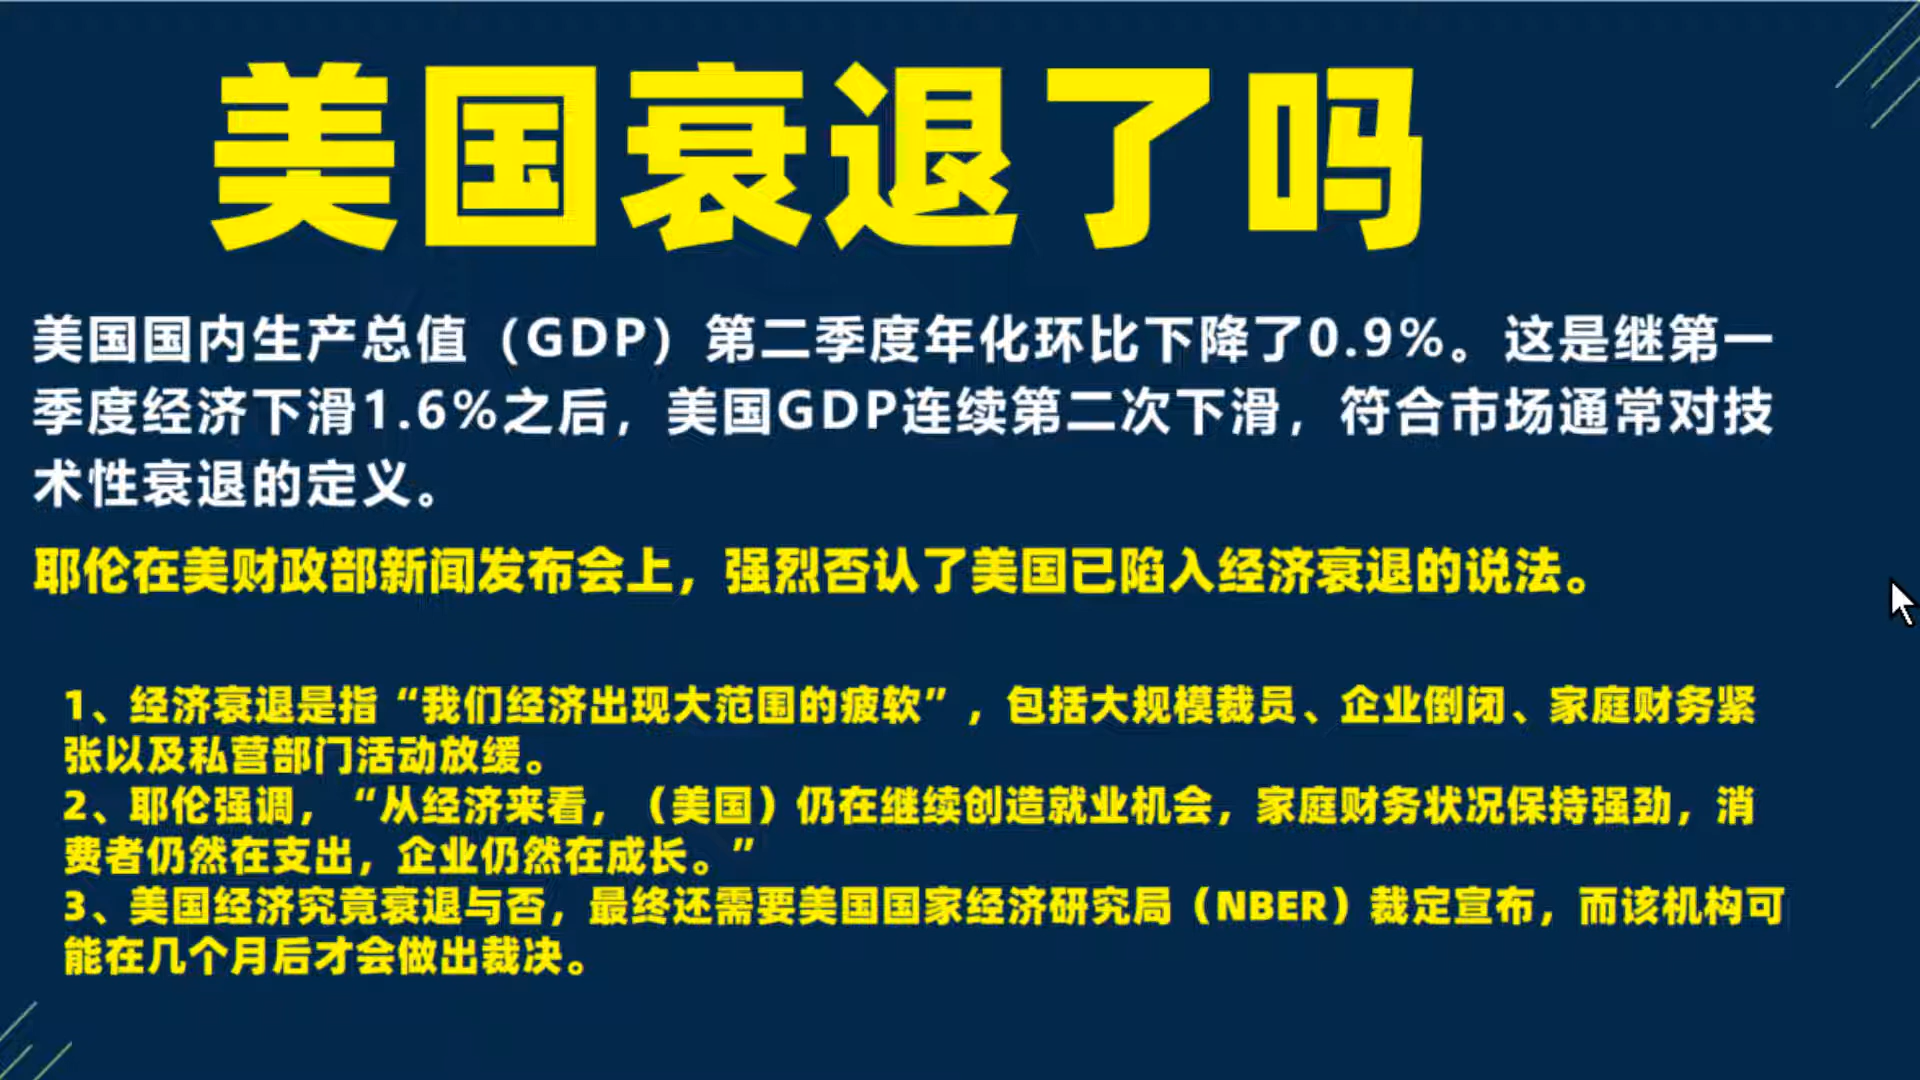 美国衰退了吗
美国国内生产总值（GDP）第二季度年化环比下降了0.9%。这是继第一
季度经济下滑1.6%之后，美国GDP连续第二次下滑，符合市场通常对技
术性衰退的定义。
耶伦在美财政部新闻发布会上，强烈否认了美国已陷入经济衰退的说法。
1、经济衰退是指“我们经济出现大范围的疲软”，包括大规模裁员、企业倒闭、家庭财务紧
张以及私营部门活动放缓。
2、耶伦强调，“从经济来看，（美国）仍在继续创造就业机会，家庭财务状况保持强劲，消
费者仍然在支出，企业仍然在成长。”
3、美国经济究竟衰退与否，最终还需要美国国家经济研究局（NBER）裁定宣布，而该机构可
能在几个月后才会做出裁决。